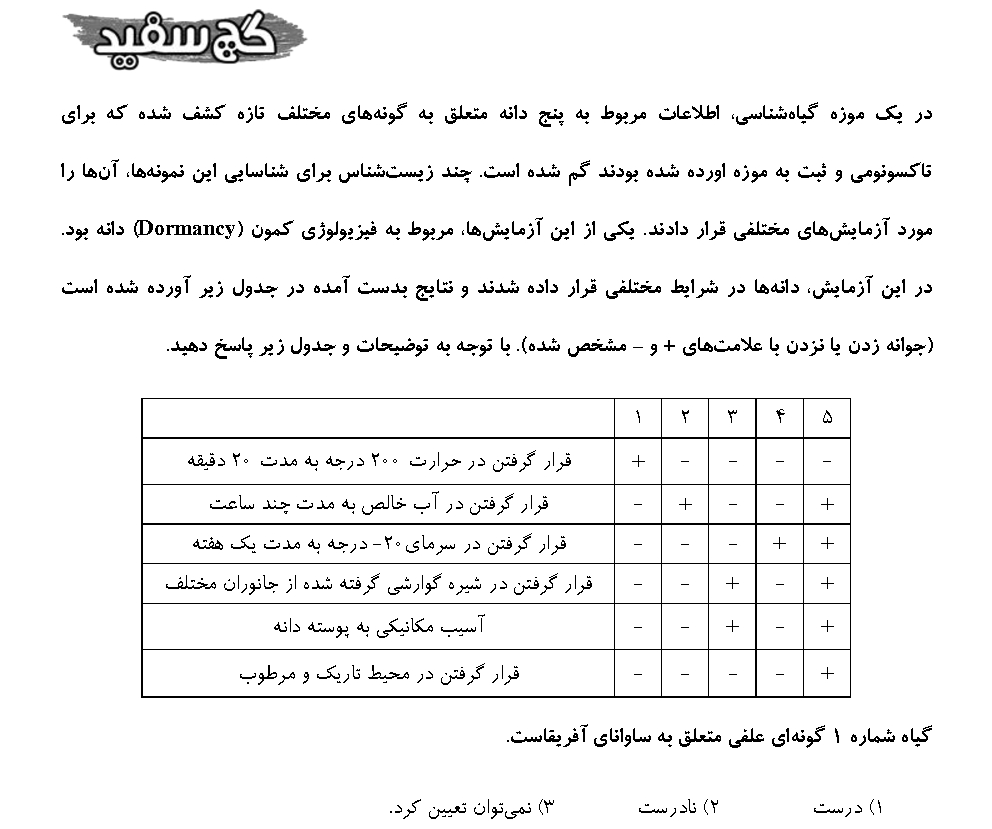 گچ سفید
در یک موزه گیاه‌شناسی، اطلاعات مربوط به پنج دانه متعلق به گونه‌های مختلف تازه کشف شده که برای
تاکسونومی و ثبت به موزه اورده شده بودند گم شده است. چند زیست‌شناس برای شناسایی این نمونه‌ها، آن‌ها را
مورد آزمایش‌های مختلفی قرار دادند. یکی از این آزمایش‌ها، مربوط به فیزیولوژی کمون (Dormancy) دانه بود.
در این آزمایش، دانه‌ها در شرایط مختلفی قرار داده شدند و نتایج بدست آمده در جدول زیر آورده شده است
(جوانه زدن یا نزدن با علامت‌های + و – مشخص شده). با توجه به توضیحات و جدول زیر پاسخ دهید.
۱ ۲ ۳ ۴ ۵
قرار گرفتن در حرارت ۲۰۰ درجه به مدت ۲۰ دقیقه + - - - -
قرار گرفتن در آب خالص به مدت چند ساعت - + - - +
قرار گرفتن در سرمای ۲۰- درجه به مدت یک هفته - - - + +
قرار گرفتن در شیره گوارشی گرفته شده از جانوران مختلف - - + - +
آسیب مکانیکی به پوسته دانه - - + - +
قرار گرفتن در محیط تاریک و مرطوب - - - - +
گیاه شماره ۱ گونه‌ای علفی متعلق به ساوانای آفریقاست.
۱) درست ۲) نادرست ۳) نمی‌توان تعیین کرد.